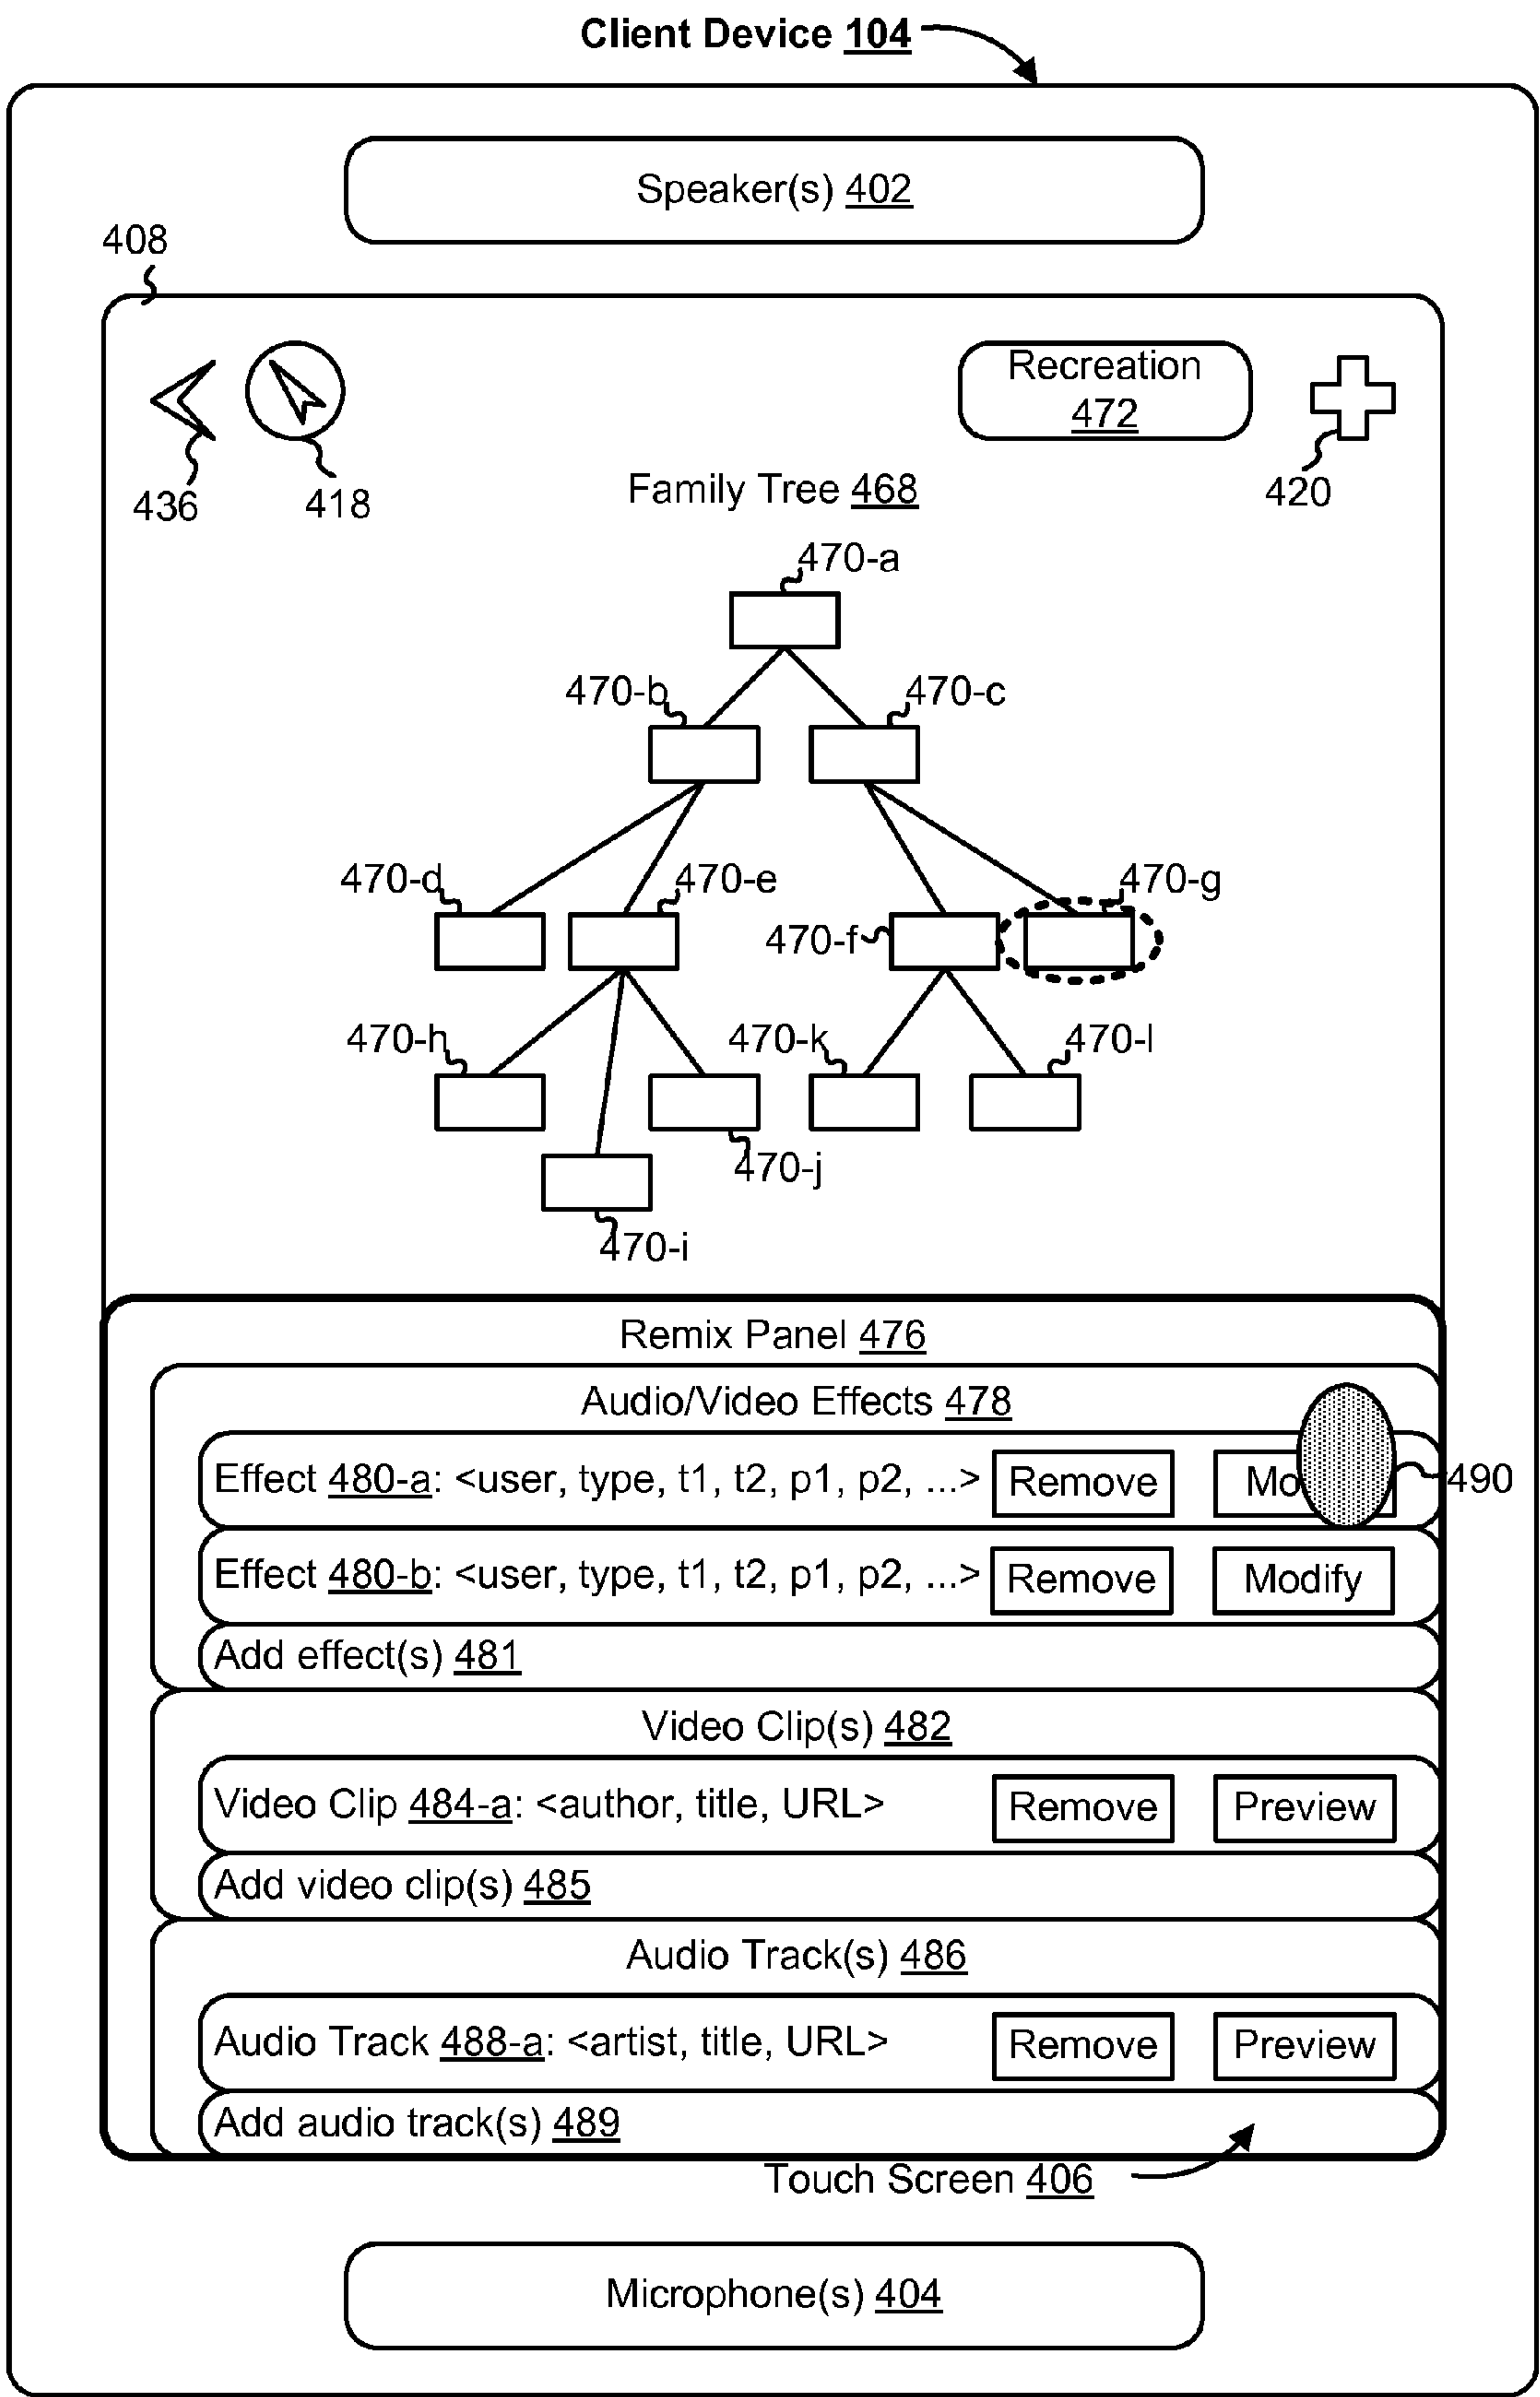 Client Device 104
Speaker(s) 402
408
Recreation
472
436
418
420
Family Tree 468
470-a
470-b
470-c
470-d
470-e
470-g
470-f
470-h
470-k
470-l
470-j
470-i
Remix Panel 476
Audio/Video Effects 478
Effect 480-a: <user, type, t1, t2, p1, p2, ...> Remove Mo
490
Effect 480-b: <user, type, t1, t2, p1, p2, ...> Remove Modify
Add effect(s) 481
Video Clip(s) 482
Video Clip 484-a: <author, title, URL> Remove Preview
Add video clip(s) 485
Audio Track(s) 486
Audio Track 488-a: <artist, title, URL> Remove Preview
Add audio track(s) 489
Touch Screen 406
Microphone(s) 404